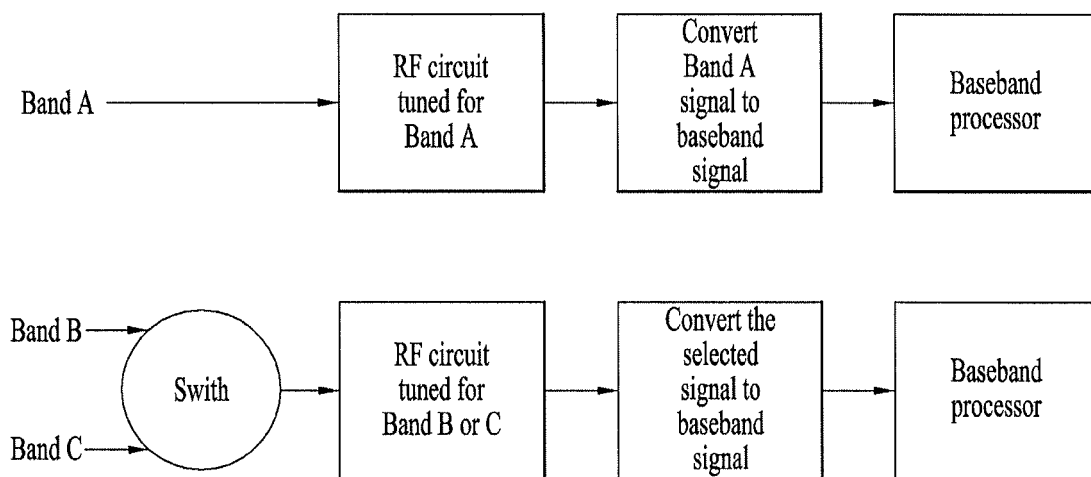 Band A
RF circuit
tuned for
Band A
Convert
Band A
signal to
baseband
signal
Baseband
processor
Band B
Band C
Swith
RF circuit
tuned for
Band B or C
Convert the
selected
signal to
baseband
signal
Baseband
processor